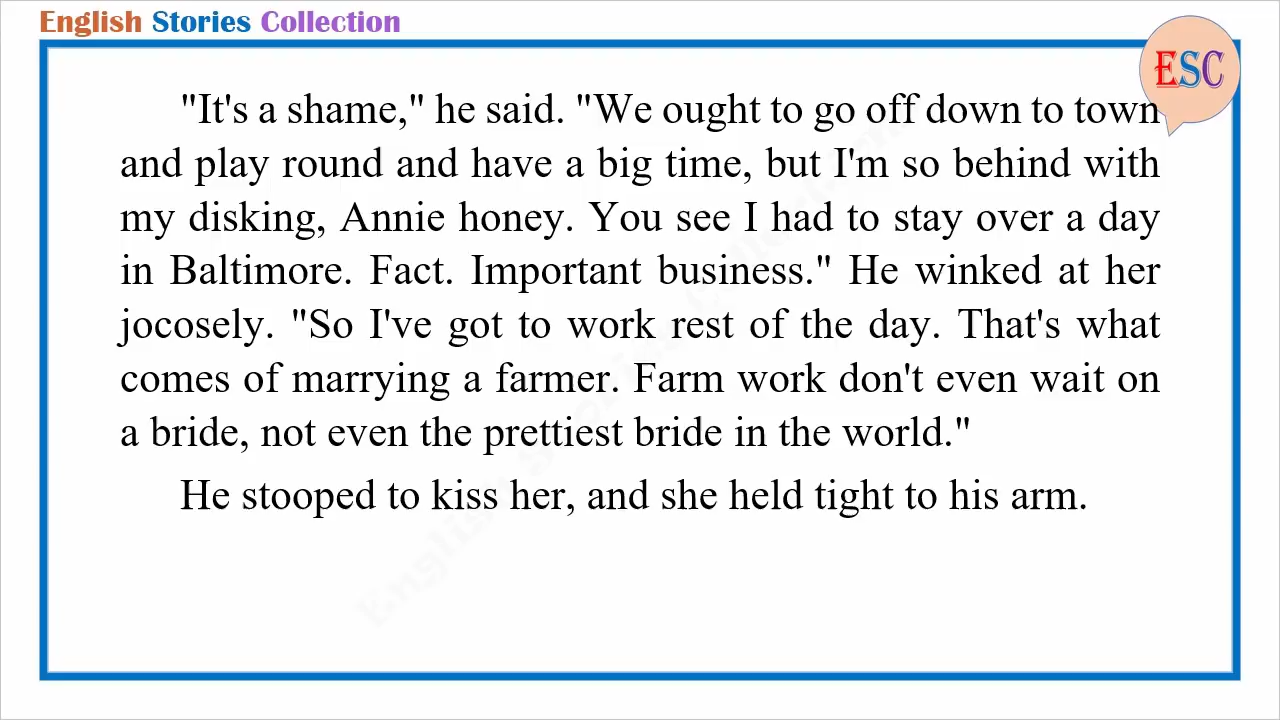 English Stories Collection
ESC
"It's a shame," he said. "We ought to go off down to town
and play round and have a big time, but I'm so behind with
my disking, Annie honey. You see I had to stay over a day
in Baltimore. Fact. Important business." He winked at her
jocosely. "So I've got to work rest of the day. That's what
comes of marrying a farmer. Farm work don't even wait on
a bride, not even the prettiest bride in the world."
He stooped to kiss her, and she held tight to his arm.
English Stories Collection